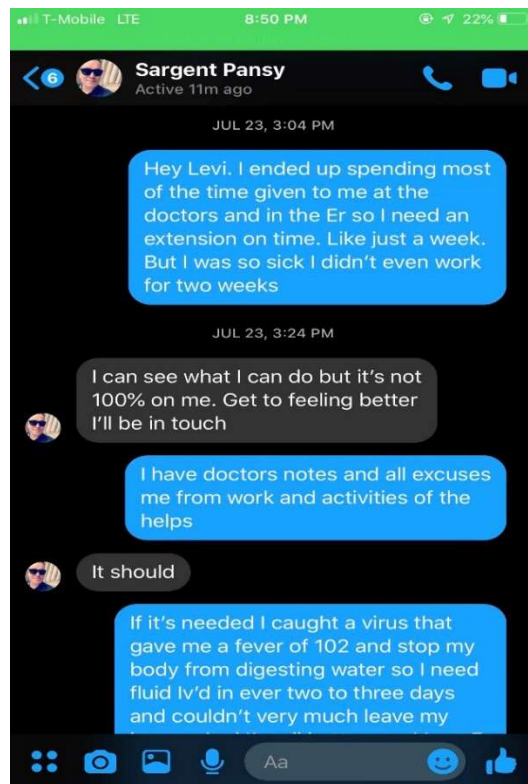 T-Mobile LTE 8:50 PM 22%
6 Sargent Pansy
Active 11m ago
JUL 23, 3:04 PM
Hey Levi. I ended up spending most
of the time given to me at the
doctors and in the Er so I need an
extension on time. Like just a week.
But I was so sick I didn't even work
for two weeks
JUL 23, 3:24 PM
I can see what I can do but it's not
100% on me. Get to feeling better
I'll be in touch
I have doctors notes and all excuses
me from work and activities of the
helps
It should
If it's needed I caught a virus that
gave me a fever of 102 and stop my
body from digesting water so I need
fluid Iv'd in ever two to three days
and couldn't very much leave my
Aa